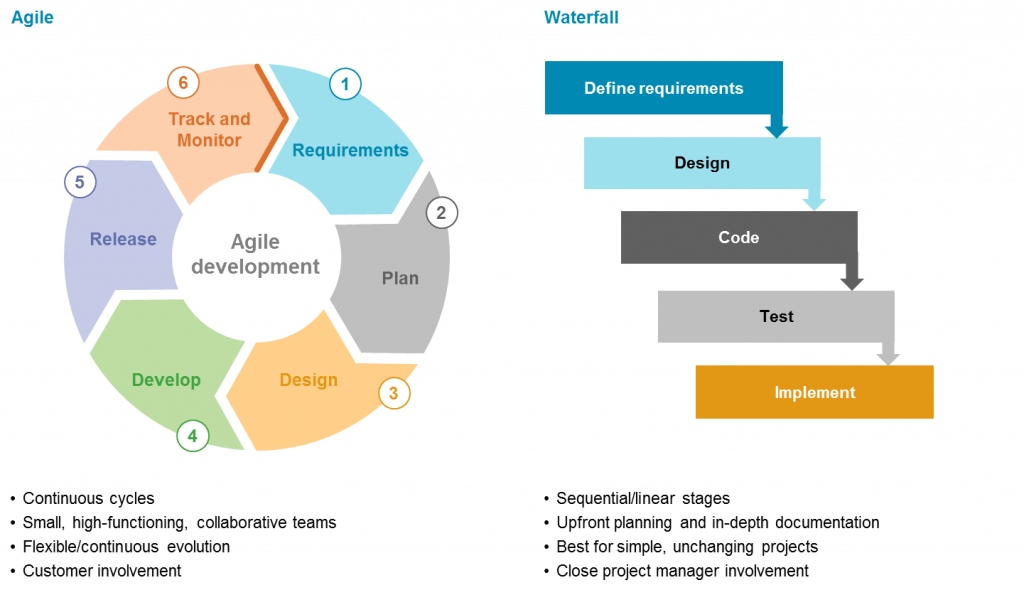 Agile
6
1
Track and
Monitor
Requirements
5
2
Release
Agile
development
Plan
Develop
Design
3
4
• Continuous cycles
• Small, high-functioning, collaborative teams
• Flexible/continuous evolution
• Customer involvement
Waterfall
Define requirements
Design
Code
Test
Implement
• Sequential/linear stages
• Upfront planning and in-depth documentation
• Best for simple, unchanging projects
• Close project manager involvement